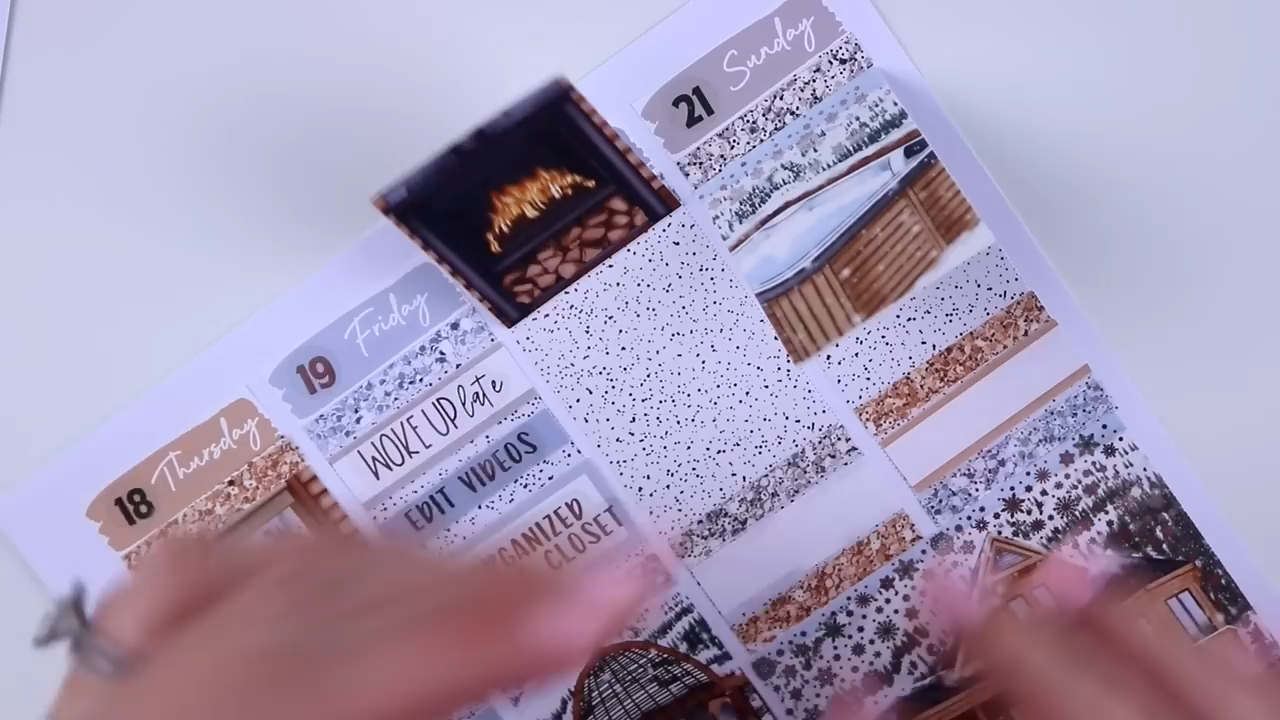 18 Thursday
19 Friday
WOKE UP late
EDIT VIDEOS
ORGANIZED
CLOSET
21 Sunday